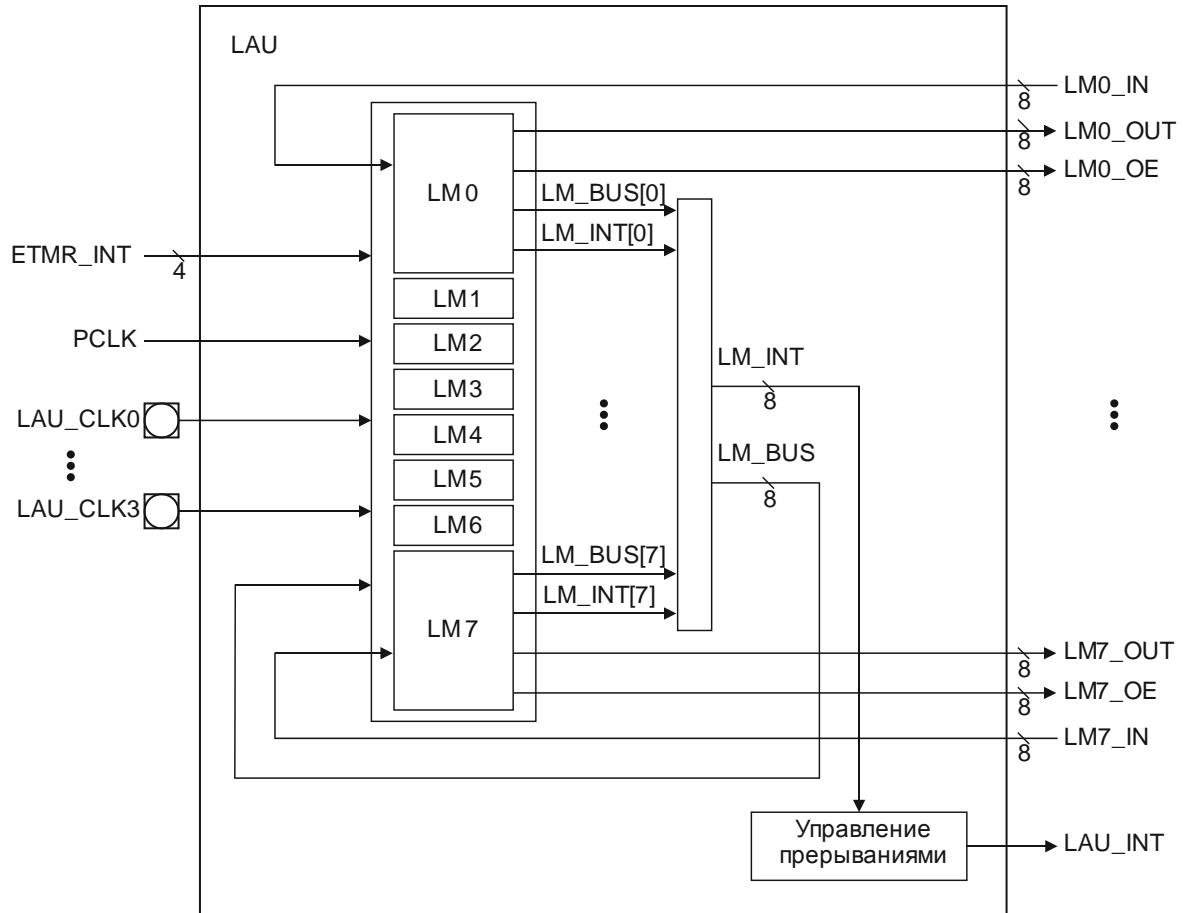 LAU
LM0_IN
8
LM0_OUT
8
LM0_OE
8
LM0
LM_BUS[0]
LM_INT[0]
ETMR_INT
4
LM1
PCLK
LM2
LM_INT
8
LM3
LAU_CLK0
LM4
LM_BUS
8
LM5
LAU_CLK3
LM6
LM_BUS[7]
LM_INT[7]
LM7
LM7_OUT
8
LM7_OE
8
LM7_IN
8
Управление
прерываниями
LAU_INT